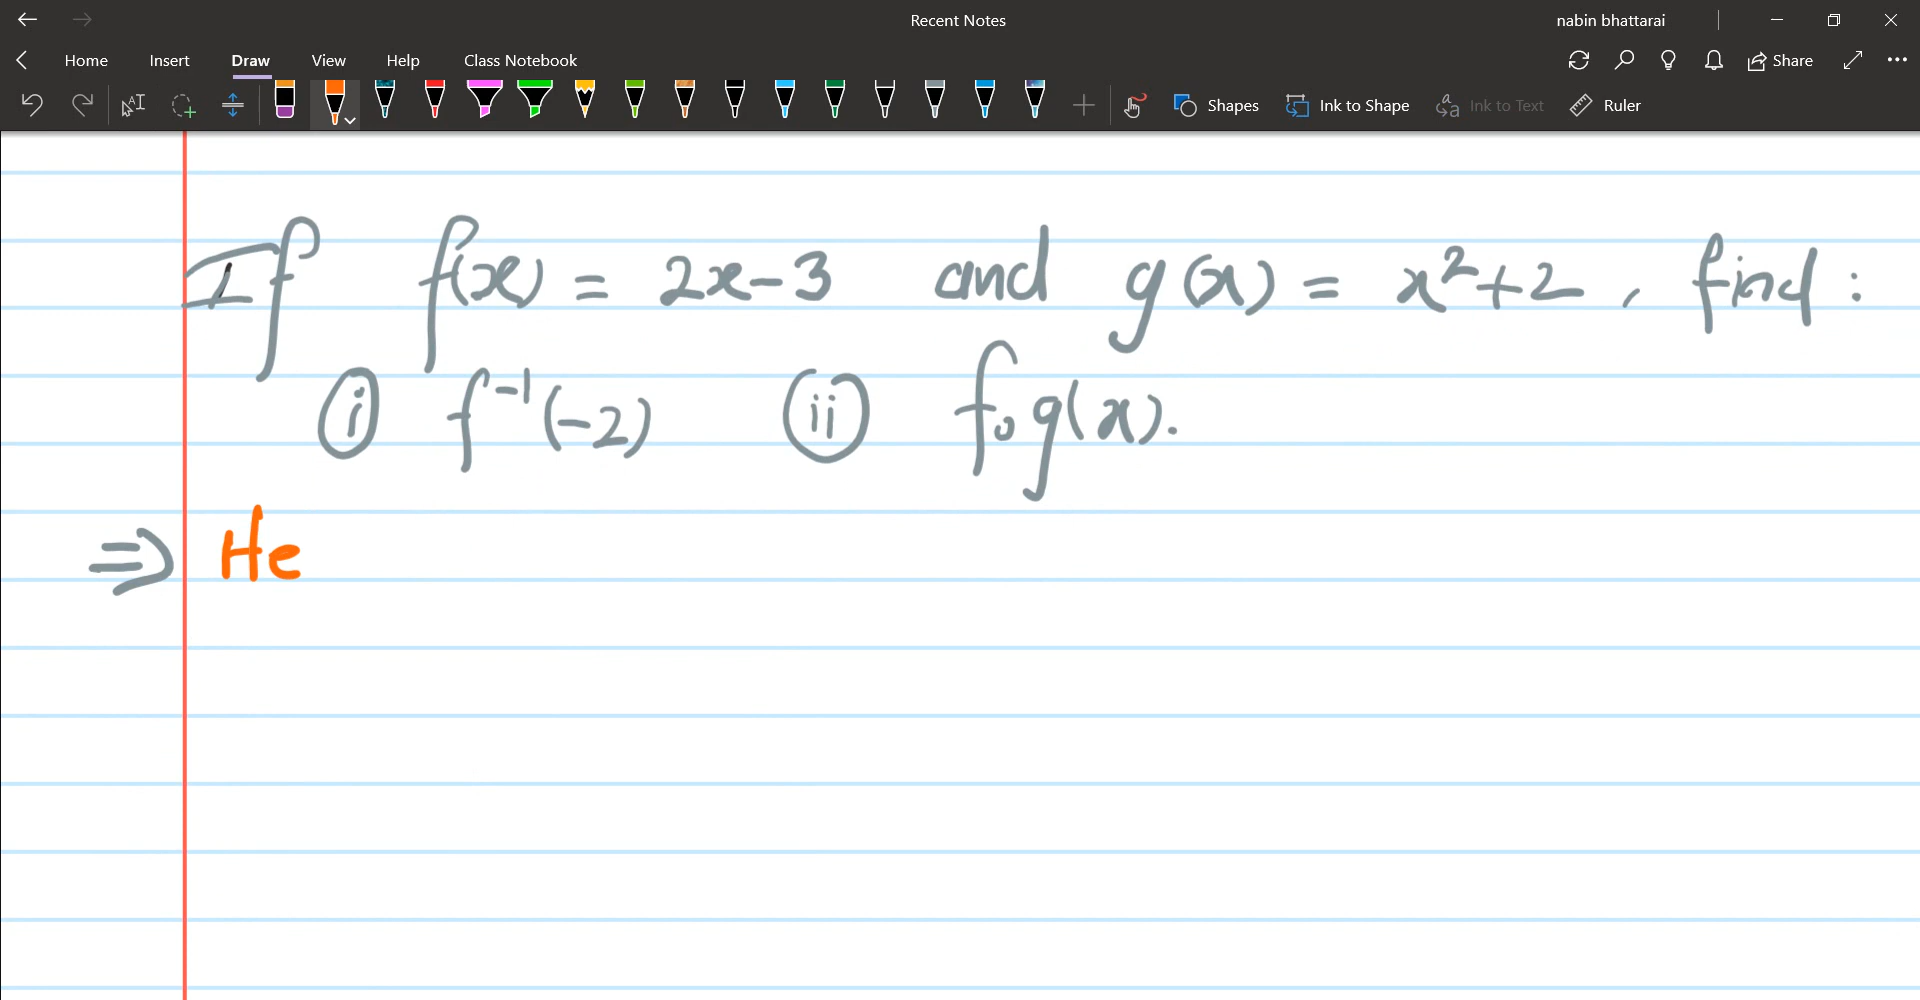 Recent Notes
nabin bhattarai
Home Insert Draw View Help Class Notebook
Share
Shapes Ink to Shape Ink to Text Ruler
If f(x) = 2x-3 and g(x) = x²+2, find:
(i) f⁻¹(-2) (ii) fog(x).
⇒ He